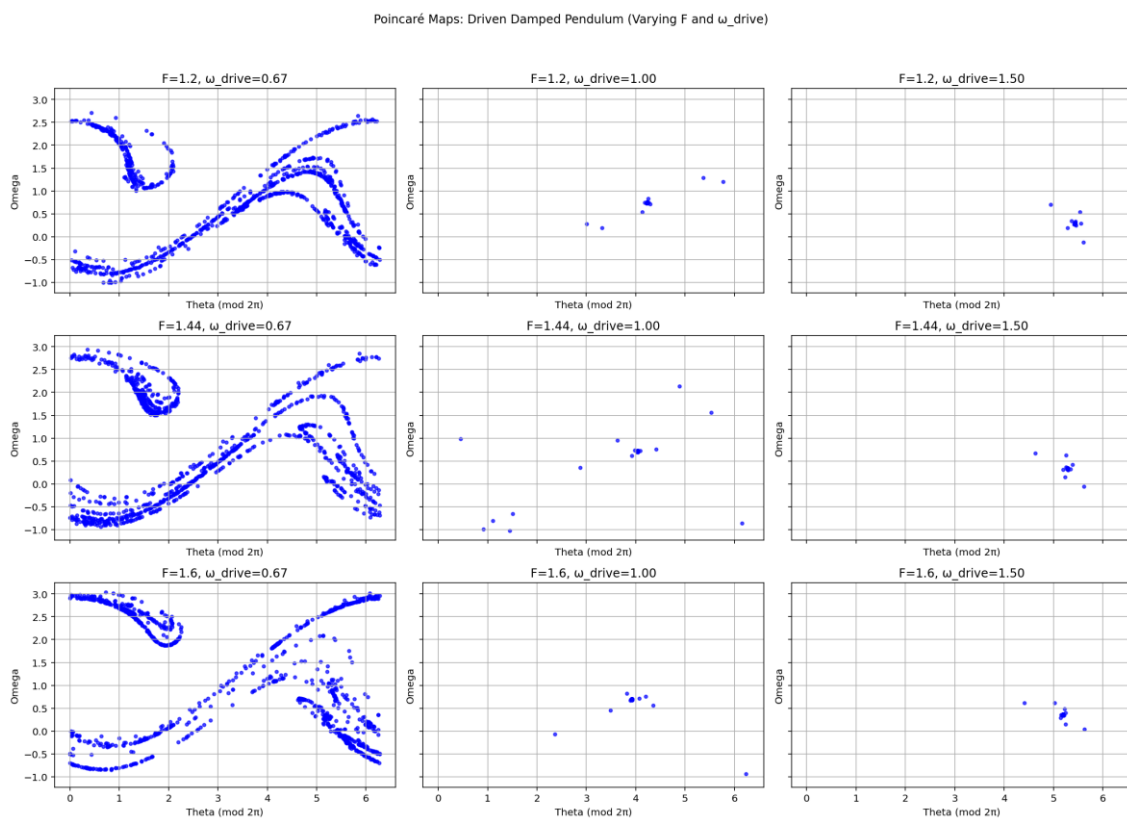 Poincaré Maps: Driven Damped Pendulum (Varying F and ω_drive)
F=1.2, ω_drive=0.67
F=1.2, ω_drive=1.00
F=1.2, ω_drive=1.50
3.0
2.5
2.0
1.5
1.0
0.5
0.0
−0.5
−1.0
Omega
Omega
Omega
Theta (mod 2π)
Theta (mod 2π)
Theta (mod 2π)
F=1.44, ω_drive=0.67
F=1.44, ω_drive=1.00
F=1.44, ω_drive=1.50
3.0
2.5
2.0
1.5
1.0
0.5
0.0
−0.5
−1.0
Omega
Omega
Omega
Theta (mod 2π)
Theta (mod 2π)
Theta (mod 2π)
F=1.6, ω_drive=0.67
F=1.6, ω_drive=1.00
F=1.6, ω_drive=1.50
3.0
2.5
2.0
1.5
1.0
0.5
0.0
−0.5
−1.0
Omega
Omega
Omega
0 1 2 3 4 5 6
0 1 2 3 4 5 6
0 1 2 3 4 5 6
Theta (mod 2π)
Theta (mod 2π)
Theta (mod 2π)